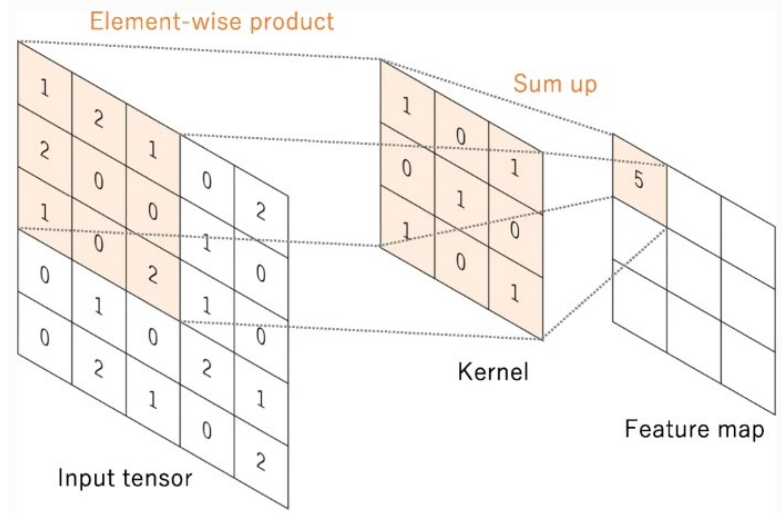 Element-wise product
Sum up
1 2 1 0 2
2 0 0 1 0
1 0 2 1 0
0 1 0 2 1
0 2 1 0 2
Input tensor
1 0 1
0 1 0
1 0 1
Kernel
5
Feature map